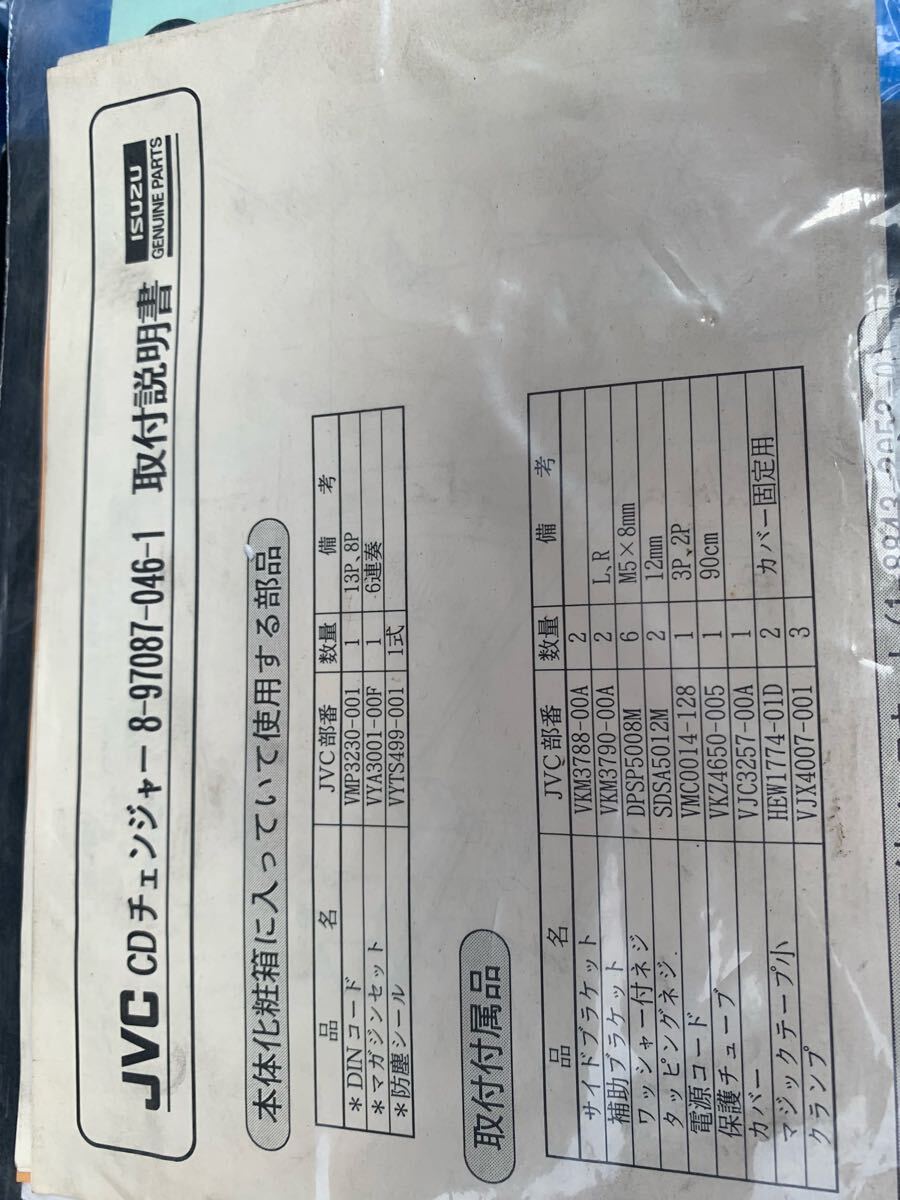 JVC CDチェンジャー 8-97087-046-1 取付説明書 ISUZU
GENUINE PARTS
本体化粧箱に入っていて使用する部品
品 名 JVC部番 数量 備 考
*DINコード VMP3230-001 1 13P、8P
*マガジンセット VYA3001-00F 1 6連奏
*防塵シール VYTS499-001 1式
取付付属品
品 名 JVC部番 数量 備 考
サイドブラケット VKM3788-00A 2
補助ブラケット VKM3790-00A 2 L、R
ワッシャー付ネジ DPSP5008M 6 M5×8mm
タッピングネジ SDSA5012M 2 12mm
電源コード VMC0014-128 1 3P、2P
保護チューブ VKZ4650-005 1 90cm
カバー VJC3257-00A 1
マジックテープ小 HEW1774-01D 2 カバー固定用
クランプ VJX4007-001 3